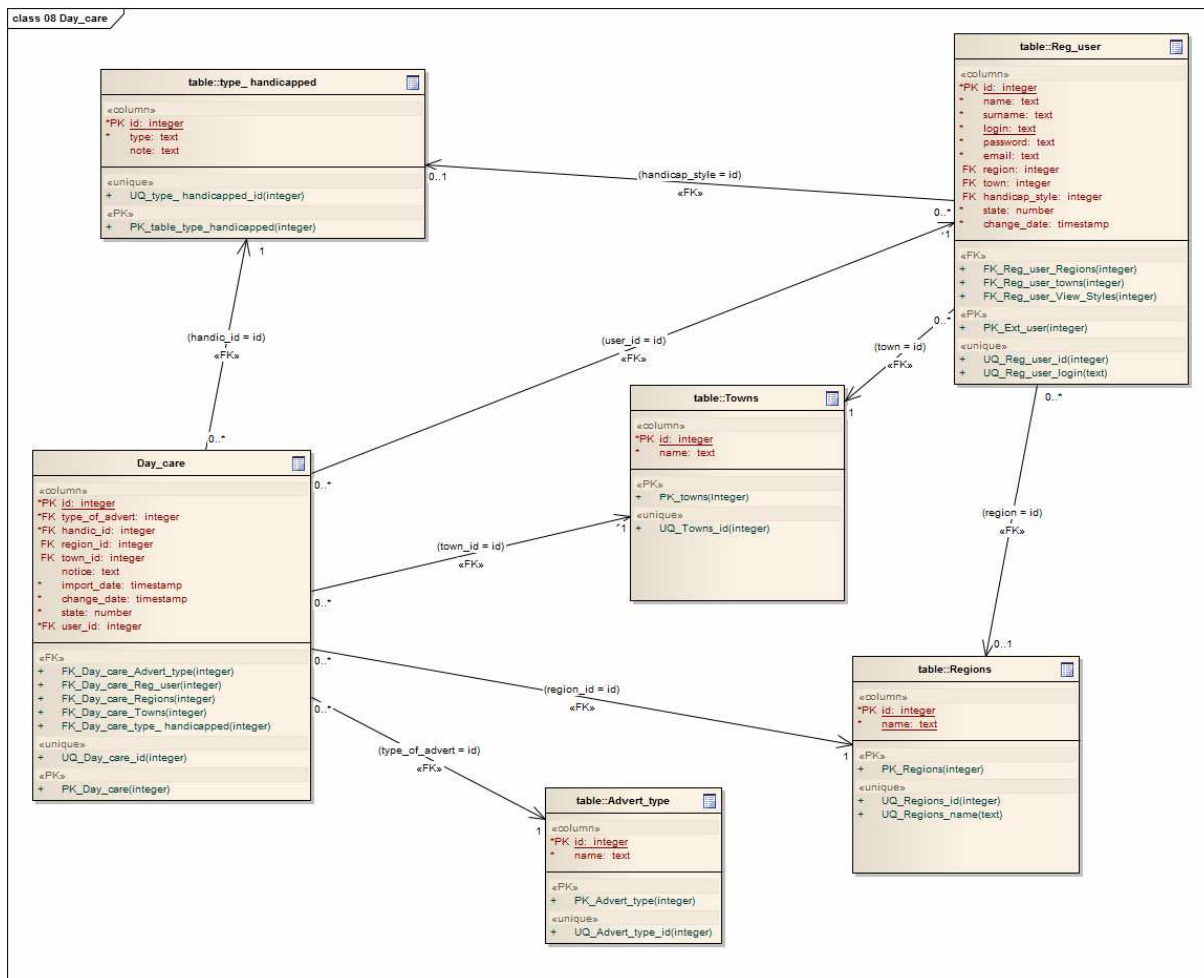 class 08 Day_care
table::type_ handicapped
«column»
*PK id: integer
* type: text
note: text
«unique»
+ UQ_type_ handicapped_id(integer)
«PK»
+ PK_table_type_handicapped(integer)
table::Reg_user
«column»
*PK id: integer
* name: text
* surname: text
* login: text
* password: text
* email: text
FK region: integer
FK town: integer
FK handicap_style: integer
* state: number
* change_date: timestamp
«FK»
+ FK_Reg_user_Regions(integer)
+ FK_Reg_user_towns(integer)
+ FK_Reg_user_View_Styles(integer)
«PK»
+ PK_Ext_user(integer)
«unique»
+ UQ_Reg_user_id(integer)
+ UQ_Reg_user_login(text)
0..1
(handicap_style = id)
«FK»
0..*
1
0..*
(handic_id = id)
«FK»
1
(user_id = id)
«FK»
0..*
0..*
(town = id)
«FK»
1
0..*
(region = id)
«FK»
0..1
table::Towns
«column»
*PK id: integer
* name: text
«PK»
+ PK_towns(integer)
«unique»
+ UQ_Towns_id(integer)
Day_care
«column»
*PK id: integer
*FK type_of_advert: integer
*FK handic_id: integer
FK region_id: integer
FK town_id: integer
notice: text
* import_date: timestamp
* change_date: timestamp
* state: number
*FK user_id: integer
«FK»
+ FK_Day_care_Advert_type(integer)
+ FK_Day_care_Reg_user(integer)
+ FK_Day_care_Regions(integer)
+ FK_Day_care_Towns(integer)
+ FK_Day_care_type_ handicapped(integer)
«unique»
+ UQ_Day_care_id(integer)
«PK»
+ PK_Day_care(integer)
(town_id = id)
«FK»
0..*
1
0..*
(region_id = id)
«FK»
1
0..*
(type_of_advert = id)
«FK»
1
table::Regions
«column»
*PK id: integer
* name: text
«PK»
+ PK_Regions(integer)
«unique»
+ UQ_Regions_id(integer)
+ UQ_Regions_name(text)
table::Advert_type
«column»
*PK id: integer
* name: text
«PK»
+ PK_Advert_type(integer)
«unique»
+ UQ_Advert_type_id(integer)